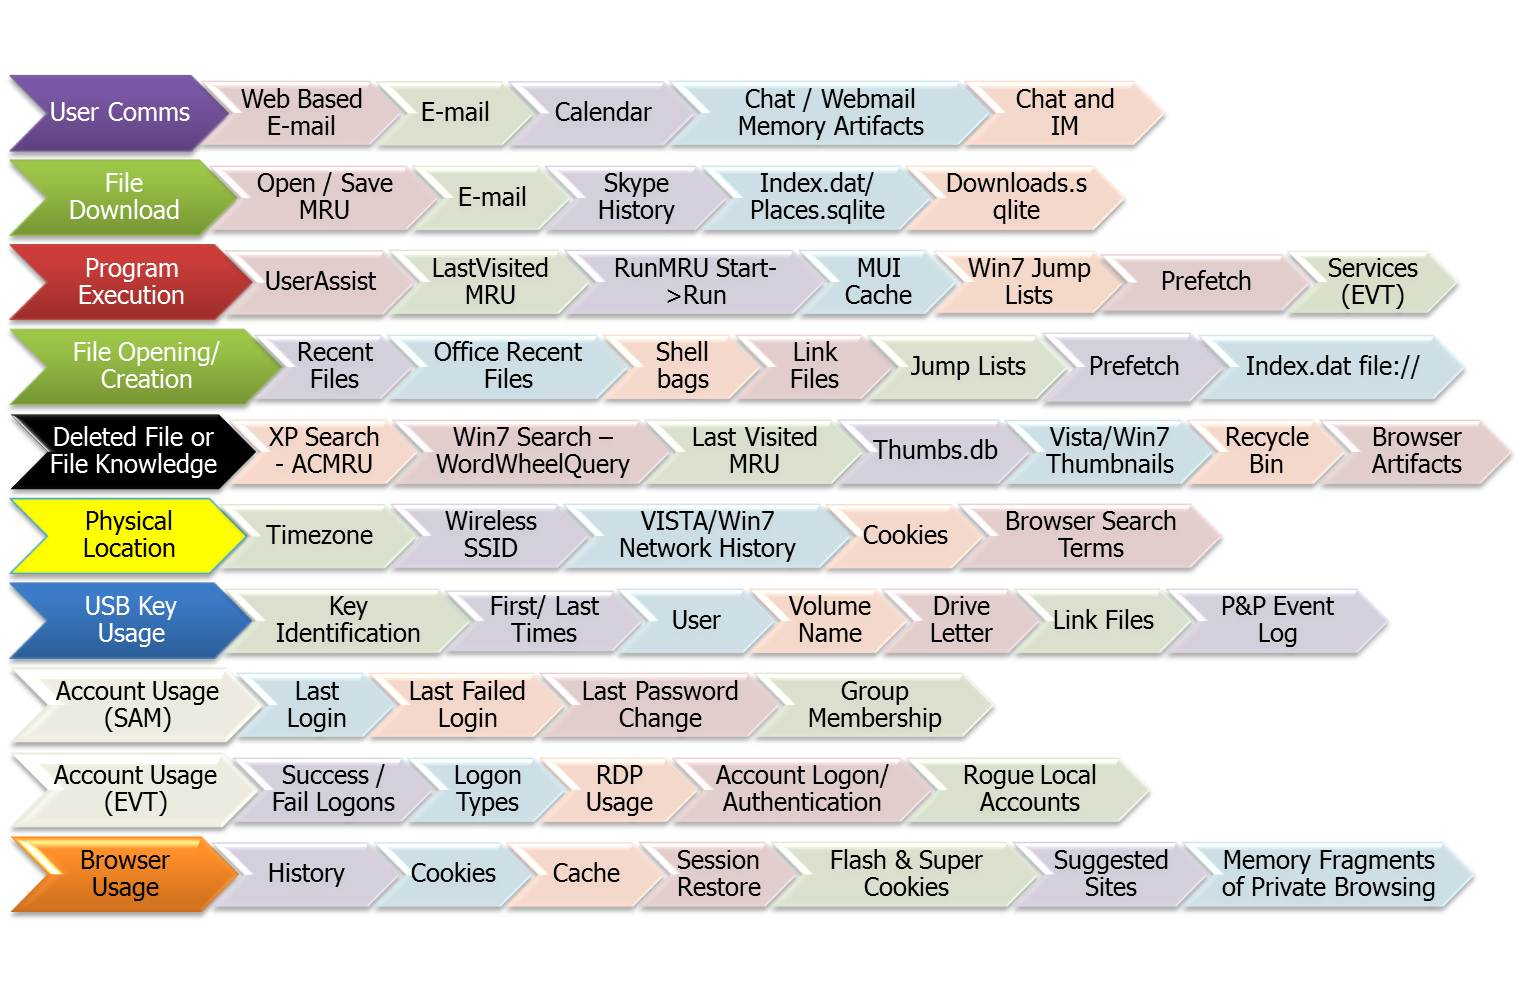 User Comms
Web Based
E-mail
E-mail
Calendar
Chat / Webmail
Memory Artifacts
Chat and
IM
File
Download
Open / Save
MRU
E-mail
Skype
History
Index.dat/
Places.sqlite
Downloads.s
qlite
Program
Execution
UserAssist
LastVisited
MRU
RunMRU Start-
>Run
MUI
Cache
Win7 Jump
Lists
Prefetch
Services
(EVT)
File Opening/
Creation
Recent
Files
Office Recent
Files
Shell
bags
Link
Files
Jump Lists
Prefetch
Index.dat file://
Deleted File or
File Knowledge
XP Search
- ACMRU
Win7 Search –
WordWheelQuery
Last Visited
MRU
Thumbs.db
Vista/Win7
Thumbnails
Recycle
Bin
Browser
Artifacts
Physical
Location
Timezone
Wireless
SSID
VISTA/Win7
Network History
Cookies
Browser Search
Terms
USB Key
Usage
Key
Identification
First/ Last
Times
User
Volume
Name
Drive
Letter
Link Files
P&P Event
Log
Account Usage
(SAM)
Last
Login
Last Failed
Login
Last Password
Change
Group
Membership
Account Usage
(EVT)
Success /
Fail Logons
Logon
Types
RDP
Usage
Account Logon/
Authentication
Rogue Local
Accounts
Browser
Usage
History
Cookies
Cache
Session
Restore
Flash & Super
Cookies
Suggested
Sites
Memory Fragments
of Private Browsing